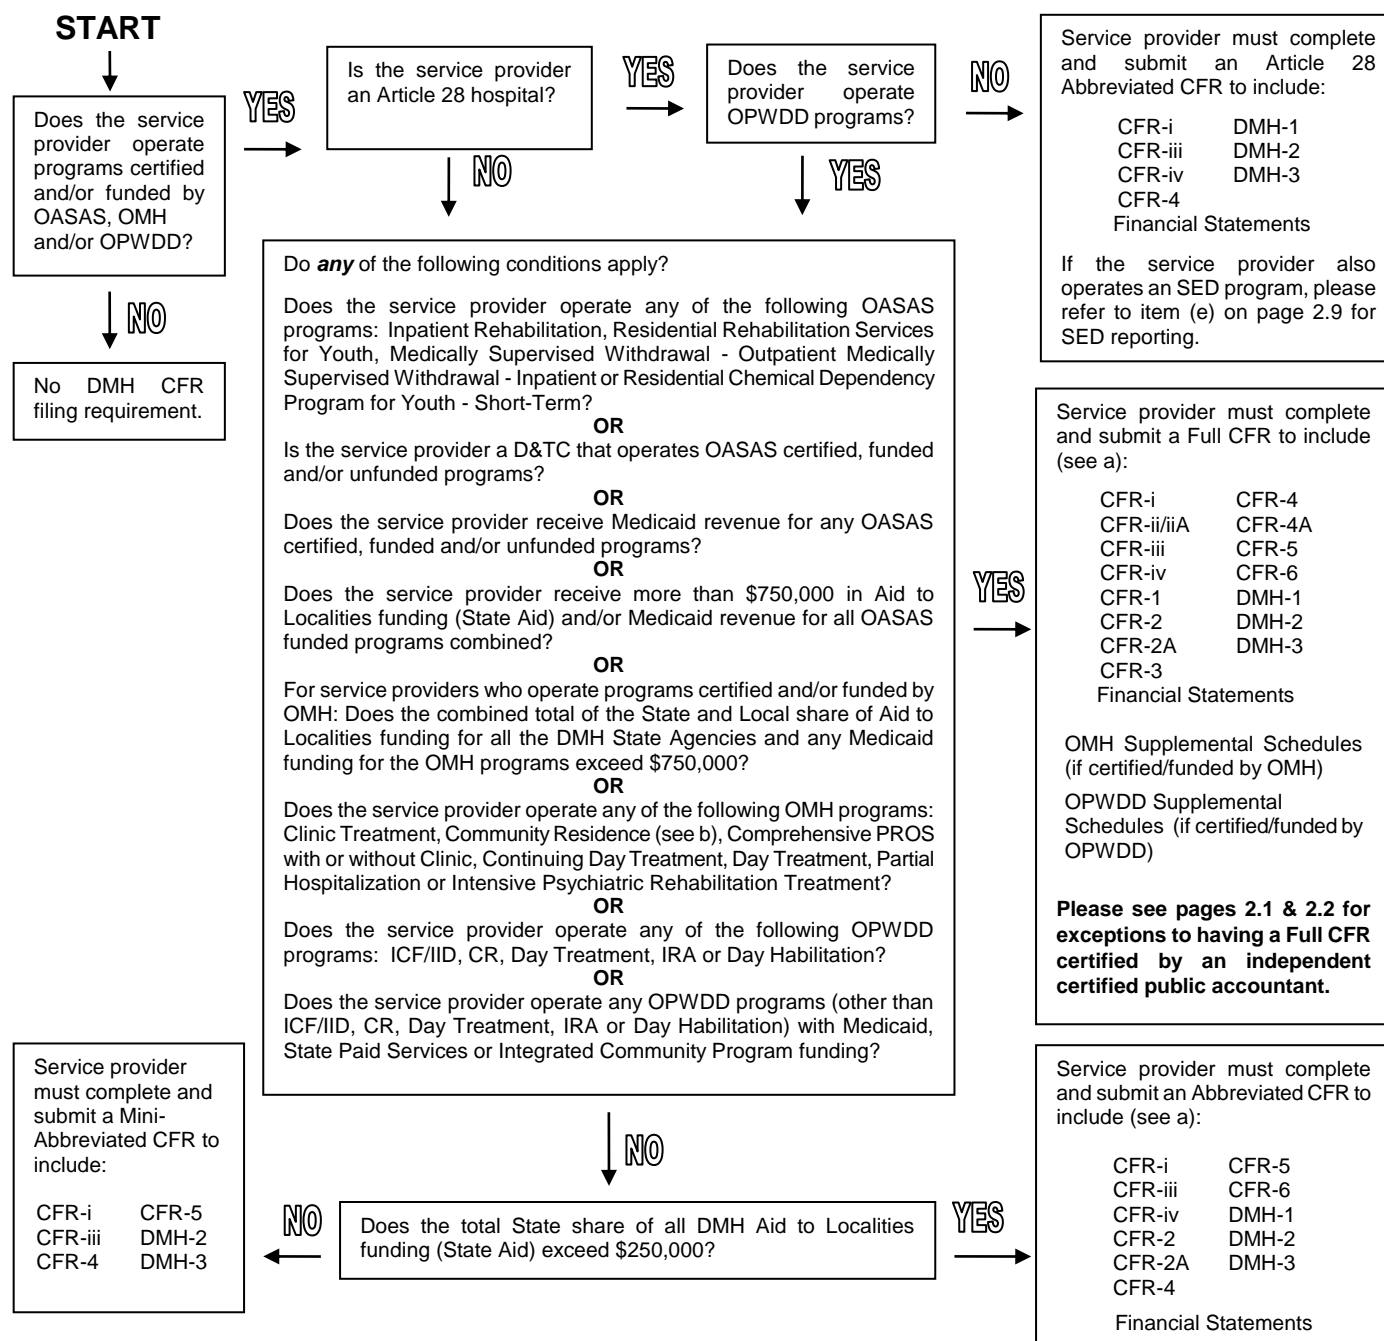 START
Does the service
provider operate
programs certified
and/or funded by
OASAS, OMH
and/or OPWDD?
YES
NO
No DMH CFR
filing requirement.
Is the service provider
an Article 28 hospital?
YES
NO
Does the service
provider operate
OPWDD programs?
NO
YES
Service provider must complete
and submit an Article 28
Abbreviated CFR to include:
CFR-i DMH-1
CFR-iii DMH-2
CFR-iv DMH-3
CFR-4
Financial Statements
If the service provider also
operates an SED program, please
refer to item (e) on page 2.9 for
SED reporting.
Do any of the following conditions apply?
Does the service provider operate any of the following OASAS
programs: Inpatient Rehabilitation, Residential Rehabilitation Services
for Youth, Medically Supervised Withdrawal - Outpatient Medically
Supervised Withdrawal - Inpatient or Residential Chemical Dependency
Program for Youth - Short-Term?
OR
Is the service provider a D&TC that operates OASAS certified, funded
and/or unfunded programs?
OR
Does the service provider receive Medicaid revenue for any OASAS
certified, funded and/or unfunded programs?
OR
Does the service provider receive more than $750,000 in Aid to
Localities funding (State Aid) and/or Medicaid revenue for all OASAS
funded programs combined?
OR
For service providers who operate programs certified and/or funded by
OMH: Does the combined total of the State and Local share of Aid to
Localities funding for all the DMH State Agencies and any Medicaid
funding for the OMH programs exceed $750,000?
OR
Does the service provider operate any of the following OMH programs:
Clinic Treatment, Community Residence (see b), Comprehensive PROS
with or without Clinic, Continuing Day Treatment, Day Treatment, Partial
Hospitalization or Intensive Psychiatric Rehabilitation Treatment?
OR
Does the service provider operate any of the following OPWDD
programs: ICF/IID, CR, Day Treatment, IRA or Day Habilitation?
OR
Does the service provider operate any OPWDD programs (other than
ICF/IID, CR, Day Treatment, IRA or Day Habilitation) with Medicaid,
State Paid Services or Integrated Community Program funding?
YES
NO
Service provider must complete
and submit a Full CFR to include
(see a):
CFR-i CFR-4
CFR-ii/iiA CFR-4A
CFR-iii CFR-5
CFR-iv CFR-6
CFR-1 DMH-1
CFR-2 DMH-2
CFR-2A DMH-3
CFR-3
Financial Statements
OMH Supplemental Schedules
(if certified/funded by OMH)
OPWDD Supplemental
Schedules (if certified/funded by
OPWDD)
Please see pages 2.1 & 2.2 for
exceptions to having a Full CFR
certified by an independent
certified public accountant.
Does the total State share of all DMH Aid to Localities
funding (State Aid) exceed $250,000?
NO
YES
Service provider
must complete and
submit a Mini-
Abbreviated CFR to
include:
CFR-i CFR-5
CFR-iii DMH-2
CFR-4 DMH-3
Service provider must complete
and submit an Abbreviated CFR to
include (see a):
CFR-i CFR-5
CFR-iii CFR-6
CFR-iv DMH-1
CFR-2 DMH-2
CFR-2A DMH-3
CFR-4
Financial Statements